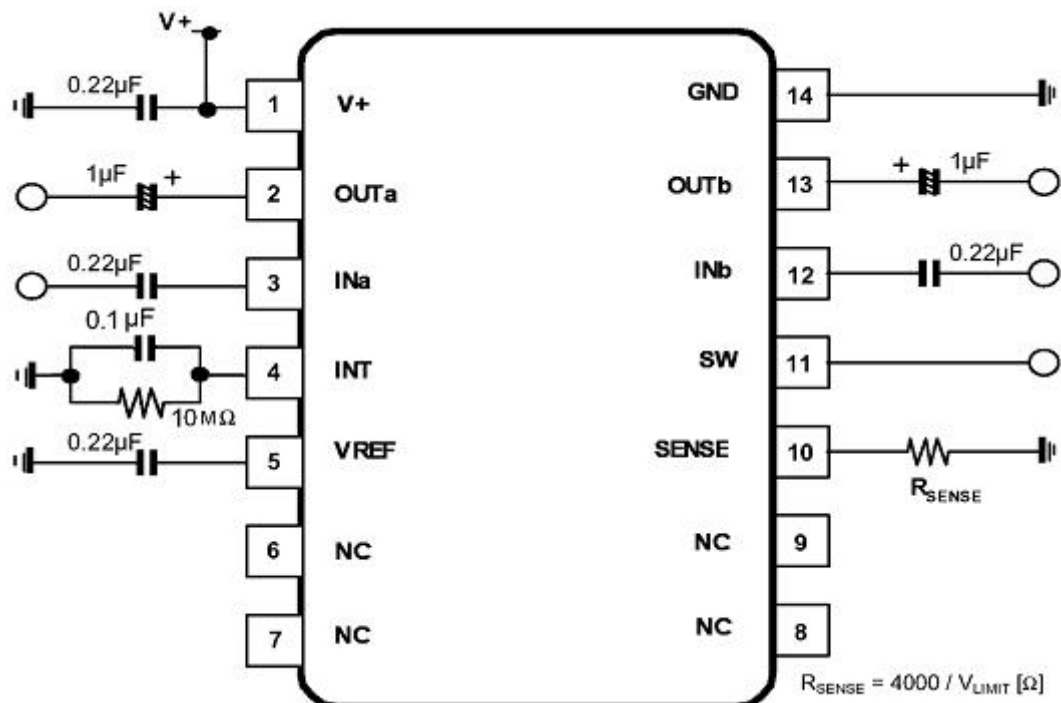 V+
0.22µF
1
V+
GND
14
1µF
+
2
OUTa
OUTb
13
+
1µF
0.22µF
3
INa
INb
12
0.22µF
0.1 µF
4
INT
SW
11
10MΩ
0.22µF
5
VREF
SENSE
10
RSENSE
6
NC
NC
9
7
NC
NC
8
RSENSE = 4000 / VLIMIT [Ω]